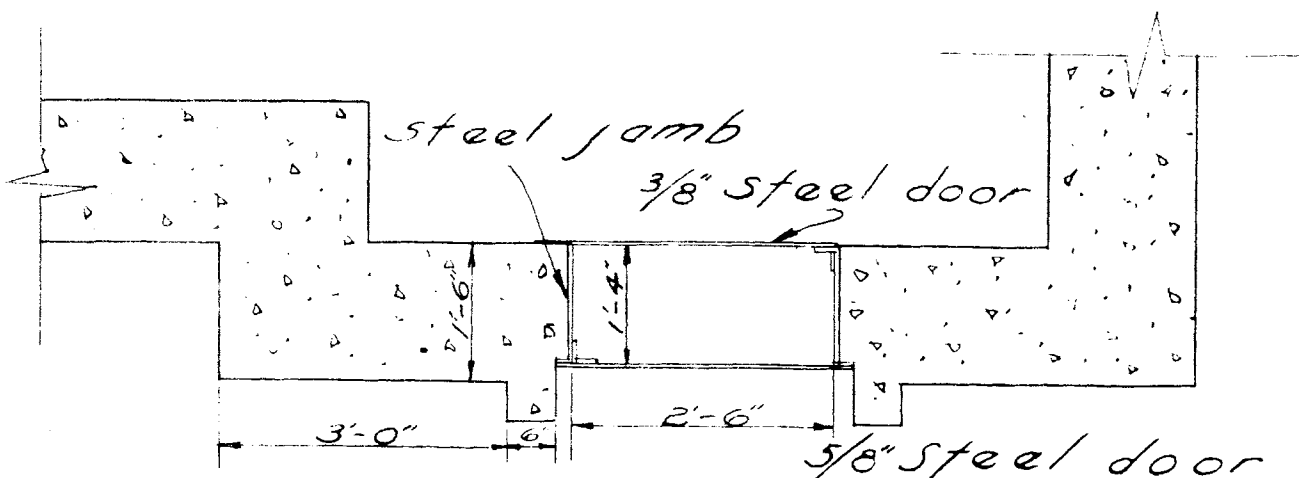 steel jamb
3/8" steel door
1'-6"
1'-4"
3'-0"
6"
2'-6"
5/8" steel door